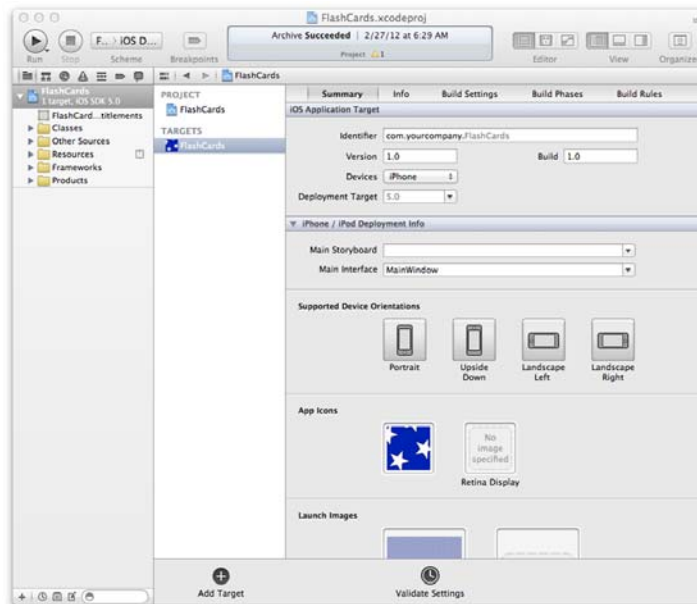 FlashCards.xcodeproj
Run
Stop
F... › iOS D...
Scheme
Breakpoints
Archive Succeeded | 2/27/12 at 6:29 AM
Project 1
Editor
View
FlashCards
FlashCards
1 target, iOS SDK 5.0
FlashCard...titlements
Classes
Other Sources
Resources
Frameworks
Products
PROJECT
FlashCards
TARGETS
FlashCards
Summary Info Build Settings Build Phases Build Rules
iOS Application Target
Identifier com.yourcompany.FlashCards
Version 1.0 Build 1.0
Devices iPhone
Deployment Target 5.0
iPhone / iPod Deployment Info
Main Storyboard
Main Interface MainWindow
Supported Device Orientations
Portrait
Upside Down
Landscape Left
Landscape Right
App Icons
No image specified
Retina Display
Launch Images
Add Target
Validate Settings